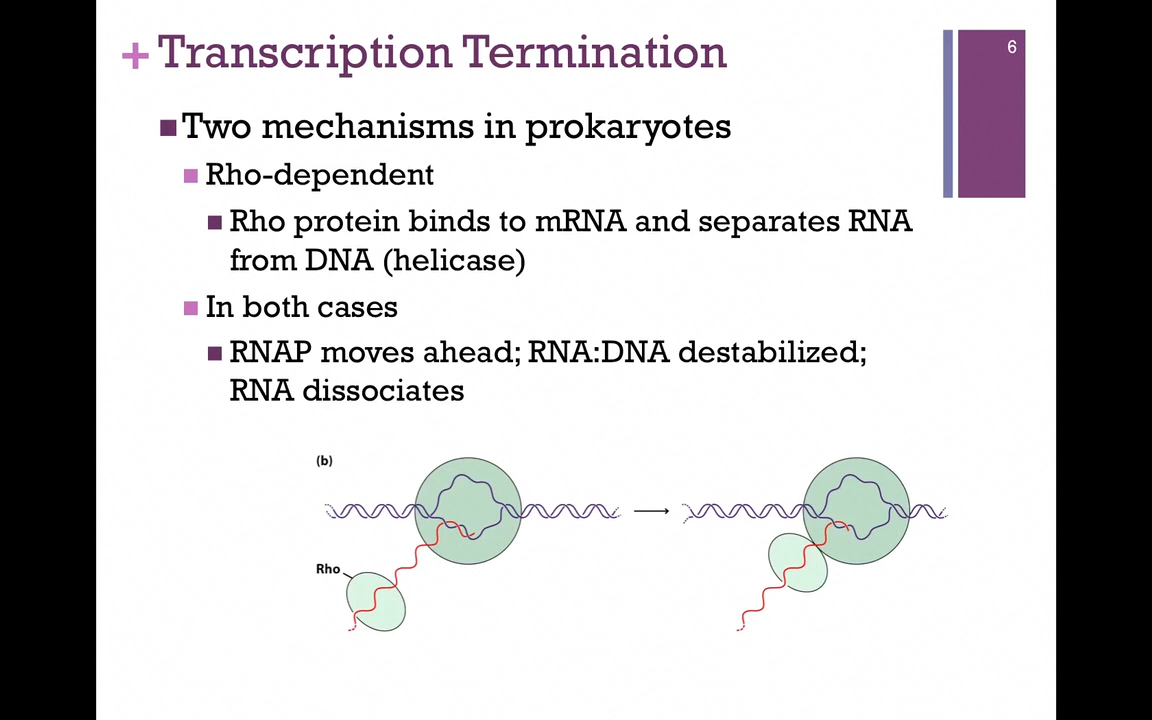 + Transcription Termination
6
Two mechanisms in prokaryotes
Rho-dependent
Rho protein binds to mRNA and separates RNA
from DNA (helicase)
In both cases
RNAP moves ahead; RNA:DNA destabilized;
RNA dissociates
(b)
Rho